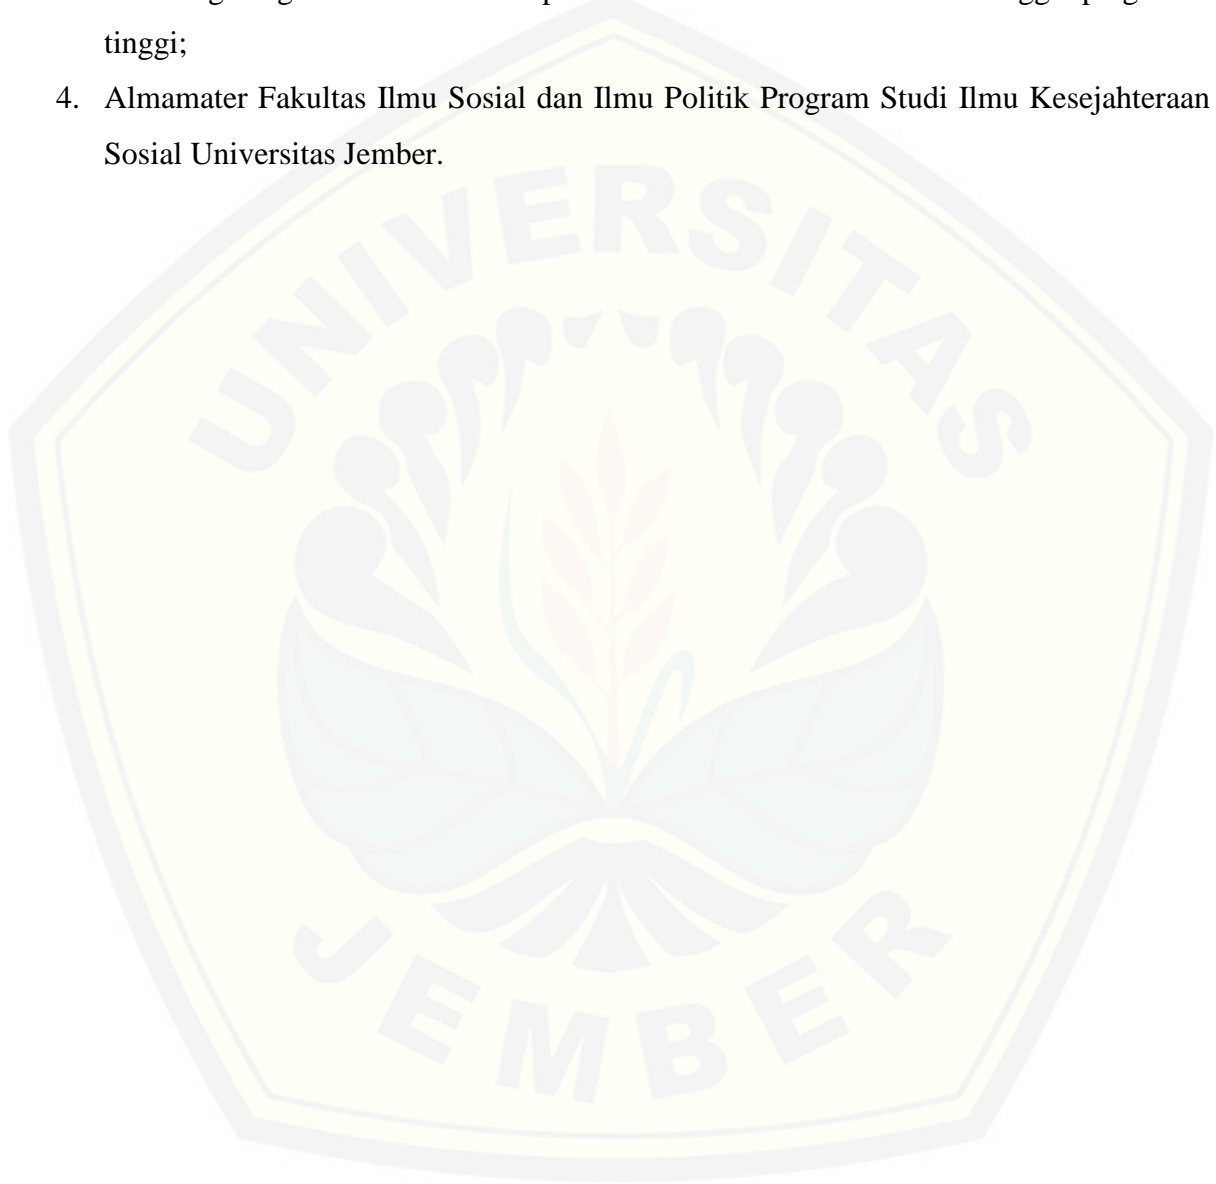 tinggi;
4. Almamater Fakultas Ilmu Sosial dan Ilmu Politik Program Studi Ilmu Kesejahteraan
Sosial Universitas Jember.
UNIVERSITAS
JEMBER